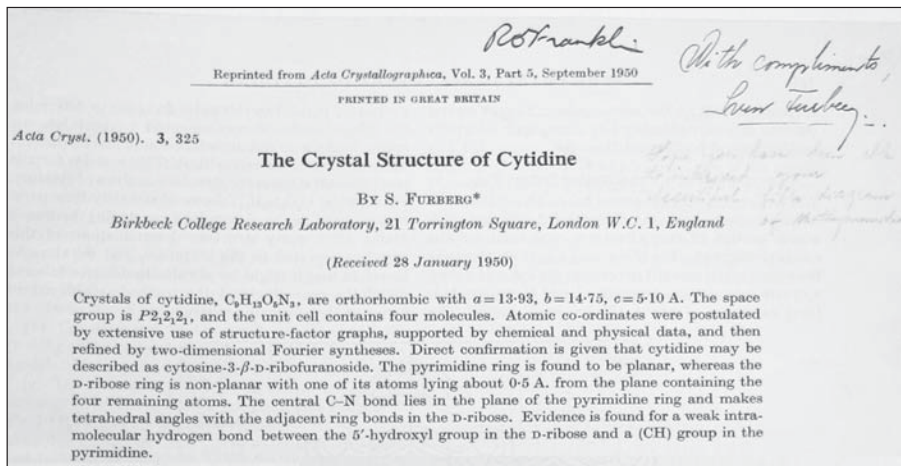 R E Franklin
With compliments,
Sven Furberg
Reprinted from Acta Crystallographica, Vol. 3, Part 5, September 1950
PRINTED IN GREAT BRITAIN
Acta Cryst. (1950). 3, 325
The Crystal Structure of Cytidine
BY S. FURBERG*
Birkbeck College Research Laboratory, 21 Torrington Square, London W.C. 1, England
(Received 28 January 1950)
Crystals of cytidine, C₉H₁₃O₅N₃, are orthorhombic with a = 13·93, b = 14·75, c = 5·10 A. The space
group is P2₁2₁2₁, and the unit cell contains four molecules. Atomic co-ordinates were postulated
by extensive use of structure-factor graphs, supported by chemical and physical data, and then
refined by two-dimensional Fourier syntheses. Direct confirmation is given that cytidine may be
described as cytosine-3-β-D-ribofuranoside. The pyrimidine ring is found to be planar, whereas the
D-ribose ring is non-planar with one of its atoms lying about 0·5 A. from the plane containing the
four remaining atoms. The central C–N bond lies in the plane of the pyrimidine ring and makes
tetrahedral angles with the adjacent ring bonds in the D-ribose. Evidence is found for a weak intra-
molecular hydrogen bond between the 5′-hydroxyl group in the D-ribose and a (CH) group in the
pyrimidine.